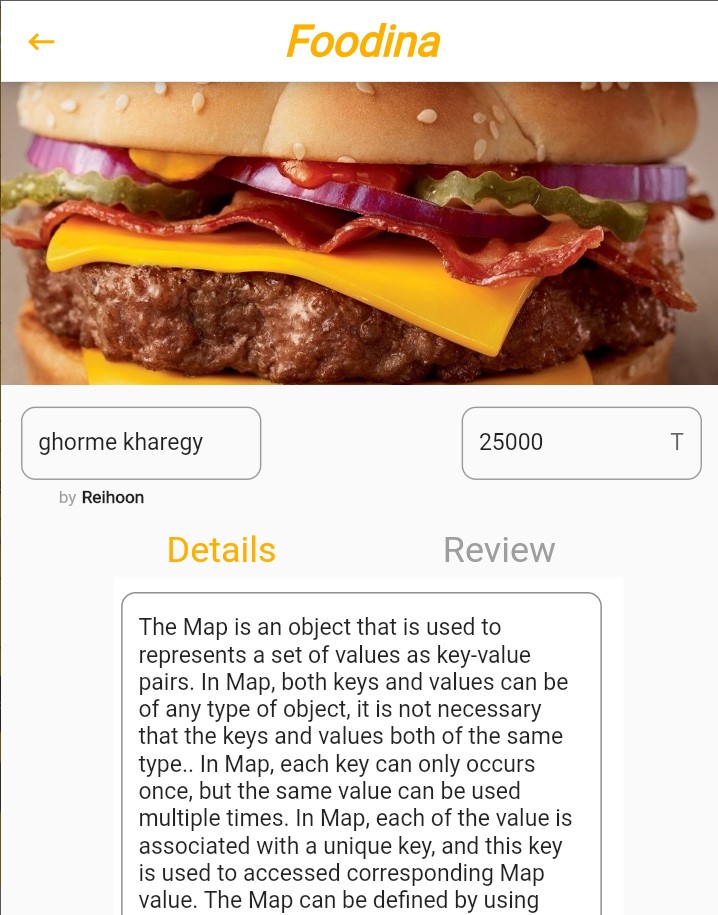 Foodina
ghorme kharegy
25000 T
by Reihoon
Details Review
The Map is an object that is used to
represents a set of values as key-value
pairs. In Map, both keys and values can be
of any type of object, it is not necessary
that the keys and values both of the same
type.. In Map, each key can only occurs
once, but the same value can be used
multiple times. In Map, each of the value is
associated with a unique key, and this key
is used to accessed corresponding Map
value. The Map can be defined by using